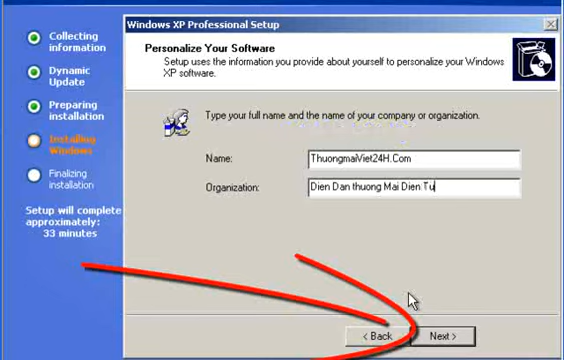 Windows XP Professional Setup
Collecting
information
Dynamic
Update
Preparing
installation
Installing
Windows
Finalizing
installation
Setup will complete
approximately:
33 minutes
Personalize Your Software
Setup uses the information you provide about yourself to personalize your Windows
XP software.
Type your full name and the name of your company or organization.
Name: ThuongmaiViet24H.Com
Organization: Dien Dan thuong Mai Dien Tu
< Back Next >